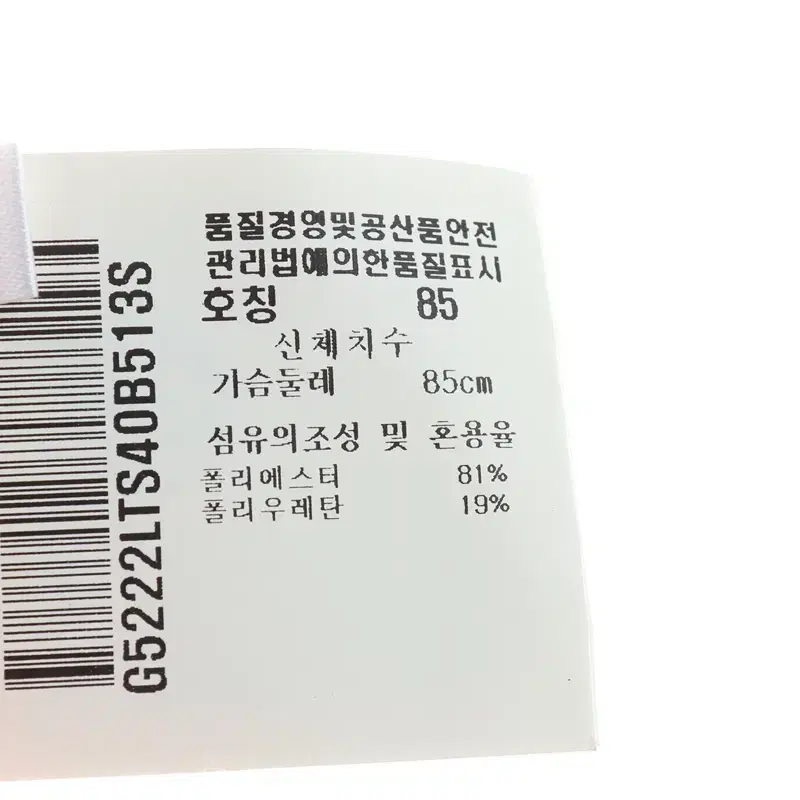 품질경영및공산품안전
관리법에의한품질표시
호칭 85
신체치수
가슴둘레 85cm
섬유의조성 및 혼용율
폴리에스터 81%
폴리우레탄 19%
G5222LTS40B513S